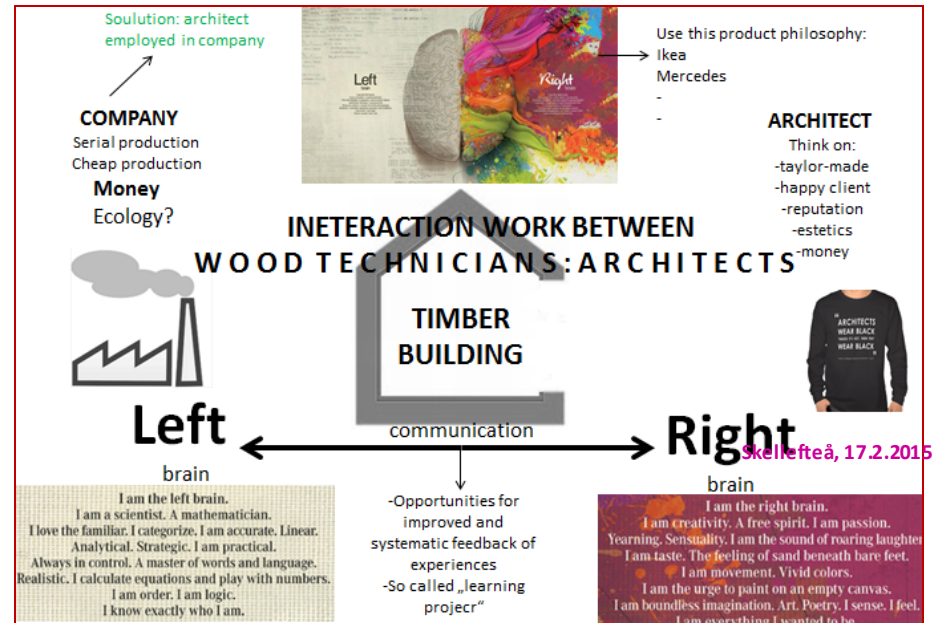 Soulution: architect
employed in company
COMPANY
Serial production
Cheap production
Money
Ecology?
Left
brain
Right
brain
Use this product philosophy:
Ikea
Mercedes
-
-
ARCHITECT
Think on:
-taylor-made
-happy client
-reputation
-estetics
-money
INETERACTION WORK BETWEEN
WOOD TECHNICIANS:ARCHITECTS
TIMBER
BUILDING
ARCHITECTS
WEAR BLACK
WEAR BLACK
Left
brain
communication
Right
brain
Skellefteå, 17.2.2015
I am the left brain.
I am a scientist. A mathematician.
I love the familiar. I categorize. I am accurate. Linear.
Analytical. Strategic. I am practical.
Always in control. A master of words and language.
Realistic. I calculate equations and play with numbers.
I am order. I am logic.
I know exactly who I am.
-Opportunities for
improved and
systematic feedback of
experiences
-So called „learning
projecr“
I am the right brain.
I am creativity. A free spirit. I am passion.
Yearning. Sensuality. I am the sound of roaring laughter
I am taste. The feeling of sand beneath bare feet.
I am movement. Vivid colors.
I am the urge to paint on an empty canvas.
I am boundless imagination. Art. Poetry. I sense. I feel.
I am everything I wanted to be